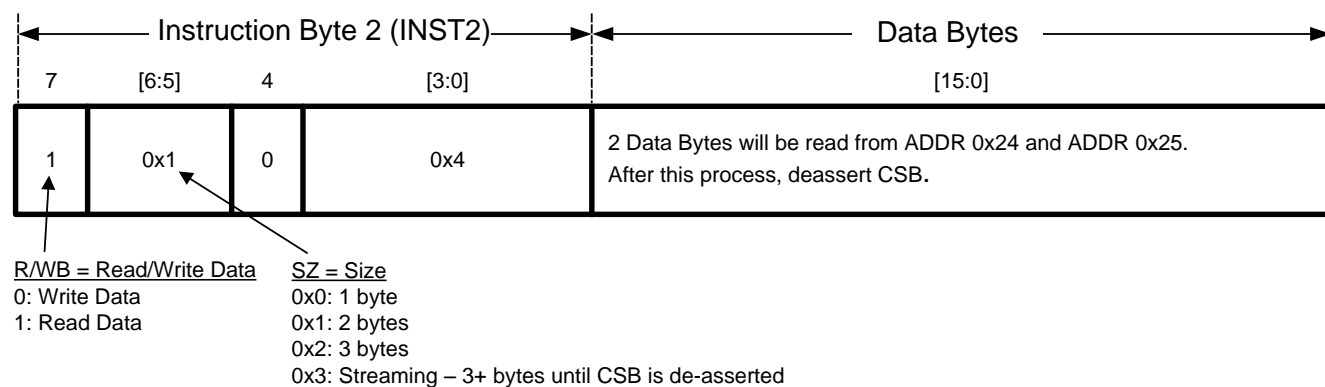 Instruction Byte 2 (INST2) Data Bytes
7 [6:5] 4 [3:0] [15:0]
1 0x1 0 0x4
2 Data Bytes will be read from ADDR 0x24 and ADDR 0x25.
After this process, deassert CSB.
R/WB = Read/Write Data
0: Write Data
1: Read Data
SZ = Size
0x0: 1 byte
0x1: 2 bytes
0x2: 3 bytes
0x3: Streaming – 3+ bytes until CSB is de-asserted